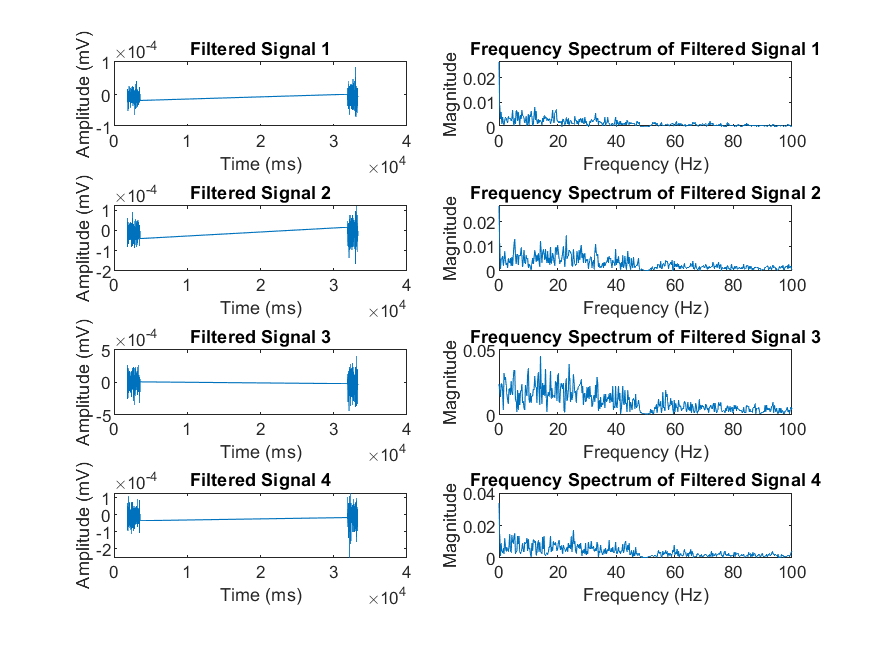 Filtered Signal 1
×10-4
Amplitude (mV)
1
0
-1
0 1 2 3 4
Time (ms)
×104
Frequency Spectrum of Filtered Signal 1
Magnitude
0.02
0.01
0
0 20 40 60 80 100
Frequency (Hz)
Filtered Signal 2
×10-4
Amplitude (mV)
1
0
-1
-2
0 1 2 3 4
Time (ms)
×104
Frequency Spectrum of Filtered Signal 2
Magnitude
0.02
0.01
0
0 20 40 60 80 100
Frequency (Hz)
Filtered Signal 3
×10-4
Amplitude (mV)
5
0
-5
0 1 2 3 4
Time (ms)
×104
Frequency Spectrum of Filtered Signal 3
Magnitude
0.05
0
0 20 40 60 80 100
Frequency (Hz)
Filtered Signal 4
×10-4
Amplitude (mV)
1
0
-1
-2
0 1 2 3 4
Time (ms)
×104
Frequency Spectrum of Filtered Signal 4
Magnitude
0.04
0.02
0
0 20 40 60 80 100
Frequency (Hz)